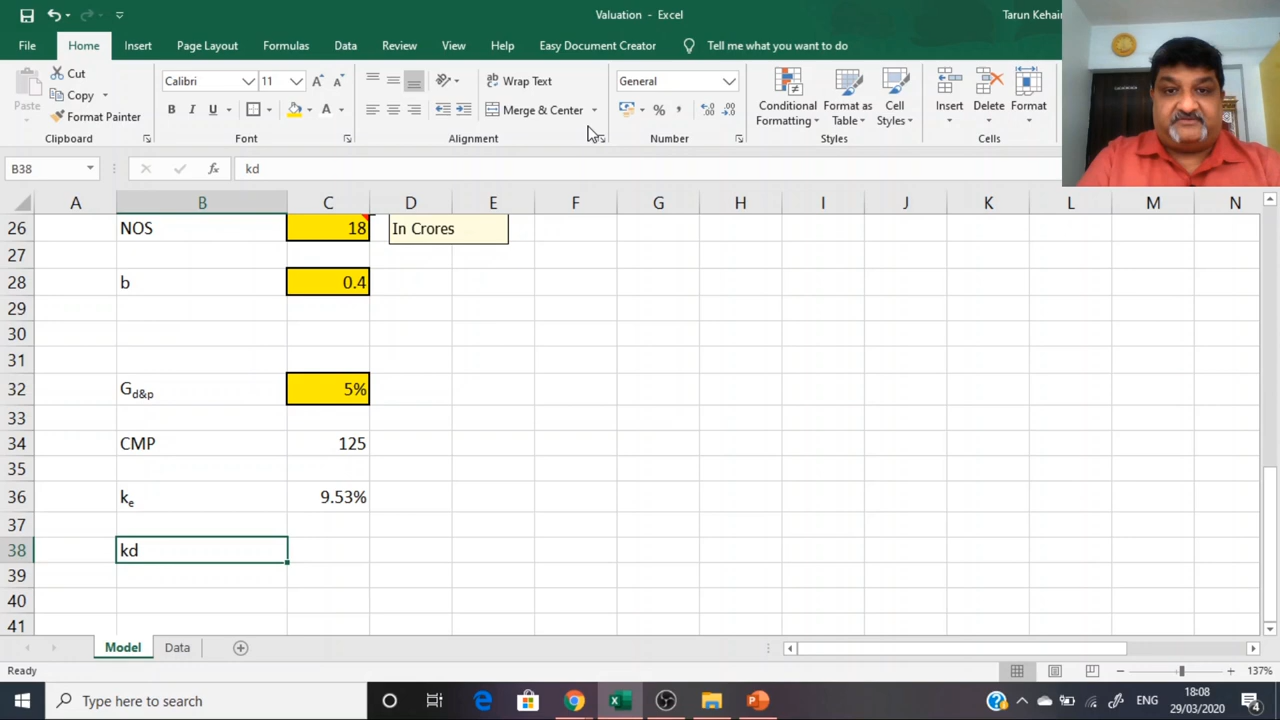 Valuation - Excel
Tarun Kehair
File Home Insert Page Layout Formulas Data Review View Help Easy Document Creator Tell me what you want to do
Paste
Cut
Copy
Format Painter
Calibri 11
B I U A
Wrap Text
Merge & Center
General
%
Conditional Formatting
Format as Table
Cell Styles
Insert
Delete
Format
Clipboard Font Alignment Number Styles Cells
B38 fx kd
A B C D E F G H I J K L M N
26 NOS 18 In Crores
27
28 b 0.4
29
30
31
32 Gd&p 5%
33
34 CMP 125
35
36 ke 9.53%
37
38 kd
39
40
41
Model Data
Ready 137%
Type here to search
ENG
18:08
29/03/2020
4